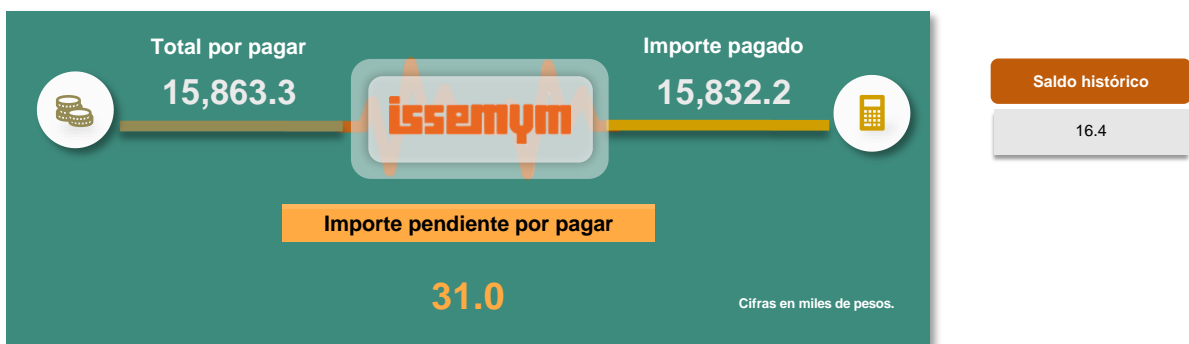 Total por pagar
15,863.3
issemym
Importe pagado
15,832.2
Importe pendiente por pagar
31.0
Cifras en miles de pesos.
Saldo histórico
16.4